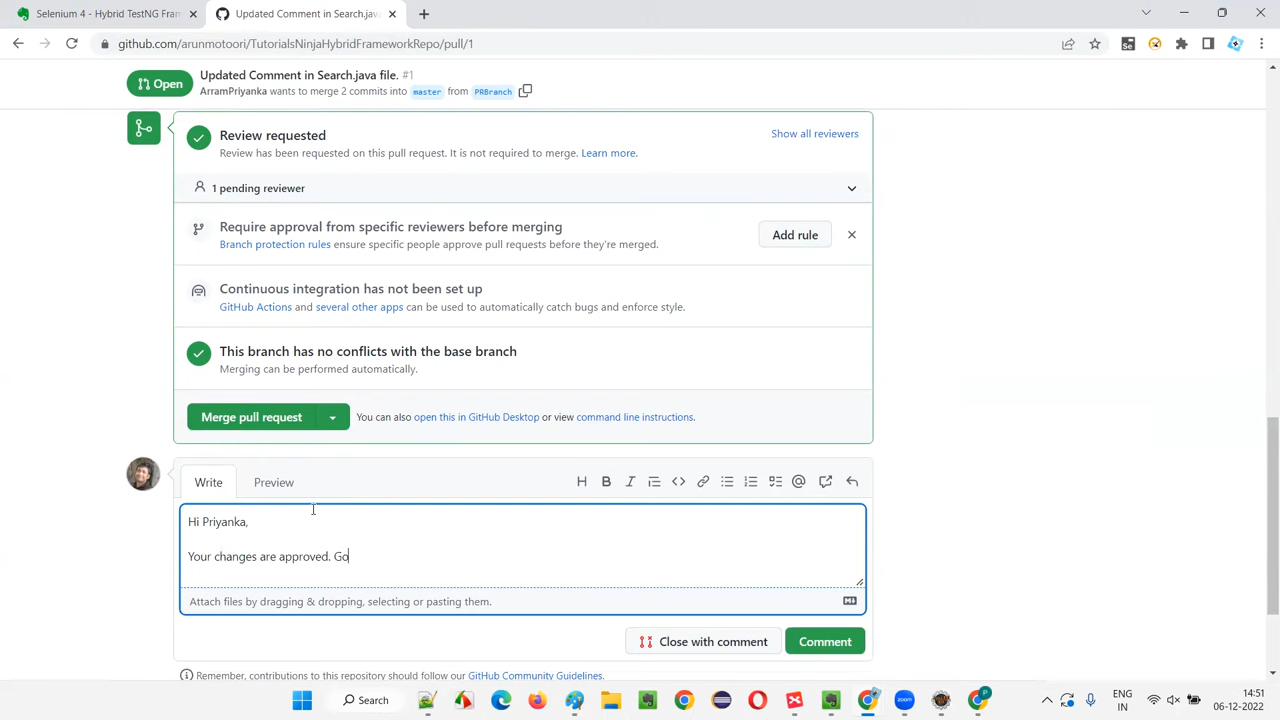 Selenium 4 - Hybrid TestNG Fram
Updated Comment in Search.java
github.com/arunmotoori/TutorialsNinjaHybridFrameworkRepo/pull/1
Open
Updated Comment in Search.java file. #1
ArramPriyanka wants to merge 2 commits into master from PRBranch
Review requested
Show all reviewers
Review has been requested on this pull request. It is not required to merge. Learn more.
1 pending reviewer
Require approval from specific reviewers before merging
Branch protection rules ensure specific people approve pull requests before they're merged.
Add rule
Continuous integration has not been set up
GitHub Actions and several other apps can be used to automatically catch bugs and enforce style.
This branch has no conflicts with the base branch
Merging can be performed automatically.
Merge pull request
You can also open this in GitHub Desktop or view command line instructions.
Write
Preview
Hi Priyanka,
Your changes are approved. Go
Attach files by dragging & dropping, selecting or pasting them.
Close with comment
Comment
Remember, contributions to this repository should follow our GitHub Community Guidelines.
Search
zoom
ENG
IN
14:51
06-12-2022